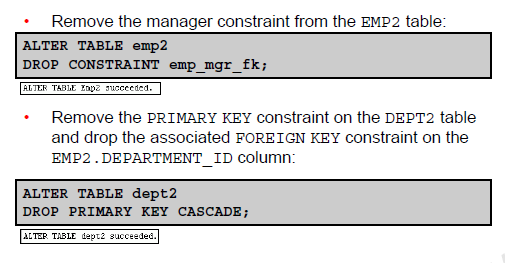 • Remove the manager constraint from the EMP2 table:
ALTER TABLE emp2
DROP CONSTRAINT emp_mgr_fk;
ALTER TABLE Emp2 succeeded.
• Remove the PRIMARY KEY constraint on the DEPT2 table
and drop the associated FOREIGN KEY constraint on the
EMP2.DEPARTMENT_ID column:
ALTER TABLE dept2
DROP PRIMARY KEY CASCADE;
ALTER TABLE dept2 succeeded.